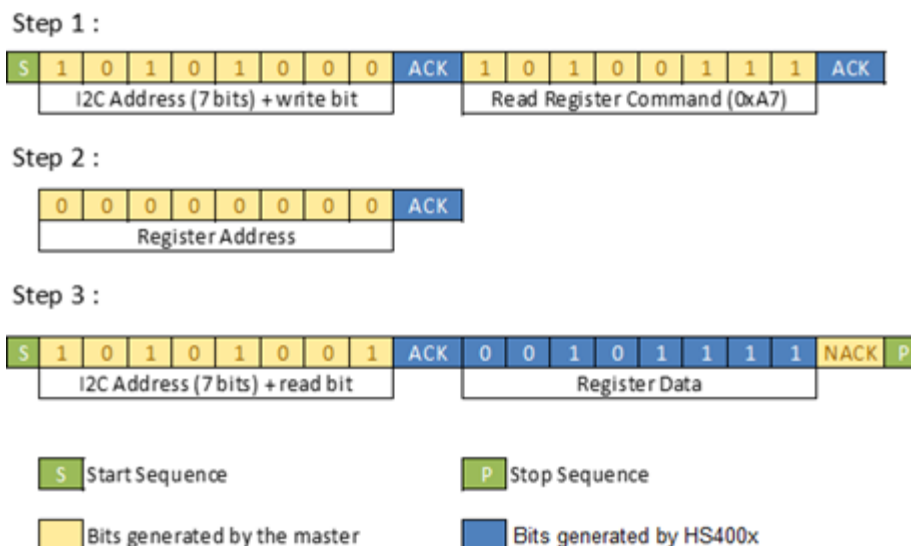 Step 1 :
S 1 0 1 0 1 0 0 0 ACK 1 0 1 0 0 1 1 1 ACK
I2C Address (7 bits) + write bit Read Register Command (0xA7)
Step 2 :
0 0 0 0 0 0 0 0 ACK
Register Address
Step 3 :
S 1 0 1 0 1 0 0 1 ACK 0 0 1 0 1 1 1 1 NACK P
I2C Address (7 bits) + read bit Register Data
S Start Sequence P Stop Sequence
Bits generated by the master Bits generated by HS400x